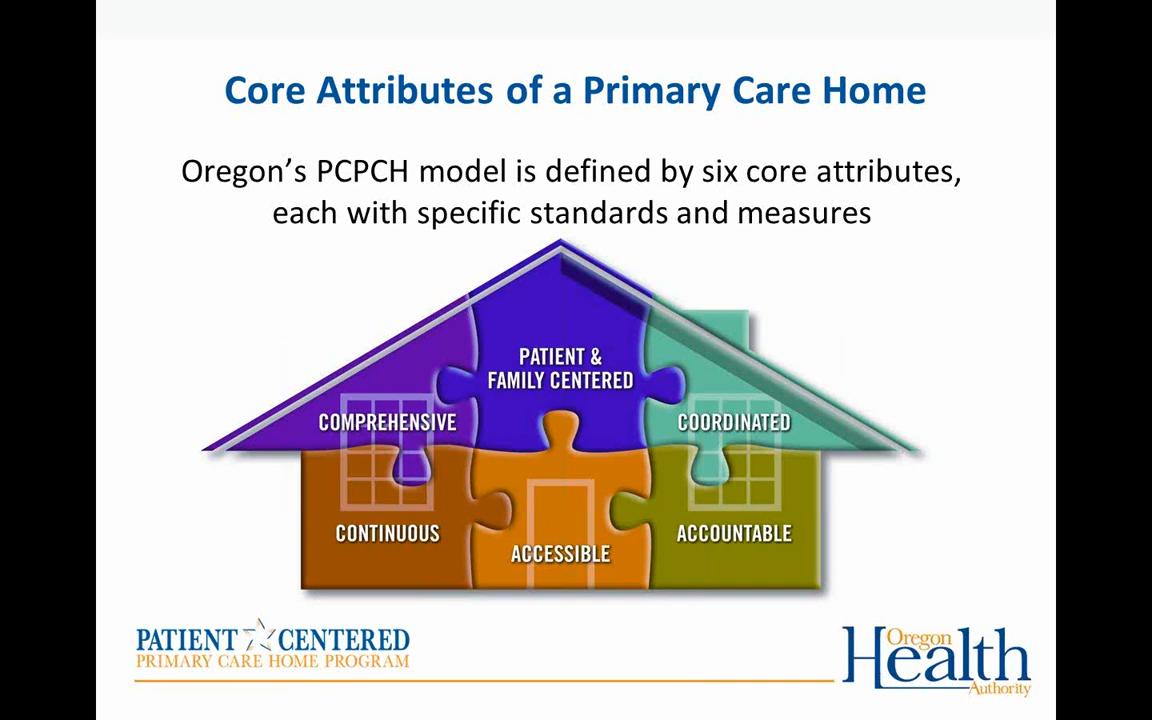 Core Attributes of a Primary Care Home
Oregon’s PCPCH model is defined by six core attributes,
each with specific standards and measures
PATIENT &
FAMILY CENTERED
COMPREHENSIVE
COORDINATED
CONTINUOUS
ACCESSIBLE
ACCOUNTABLE
PATIENT CENTERED
PRIMARY CARE HOME PROGRAM
Oregon
Health
Authority